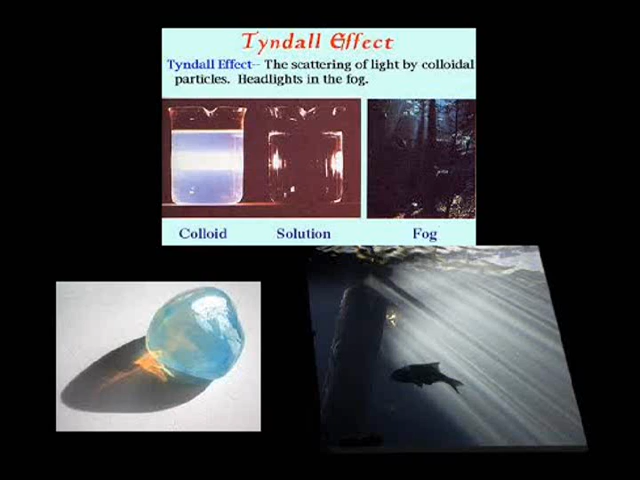 Tyndall Effect
Tyndall Effect-- The scattering of light by colloidal
particles. Headlights in the fog.
Colloid Solution Fog